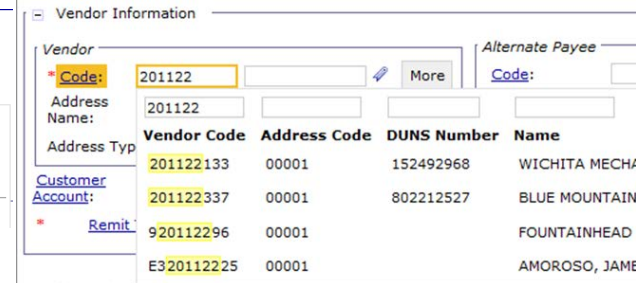 Vendor Information
Vendor
Alternate Payee
* Code: 201122 More
Code:
Address
Name:
201122
Address Typ
Vendor Code Address Code DUNS Number Name
201122133 00001 152492968 WICHITA MECHA
201122337 00001 802212527 BLUE MOUNTAIN
920112296 00001 FOUNTAINHEAD
E320112225 00001 AMOROSO, JAME
Customer
Account:
* Remit